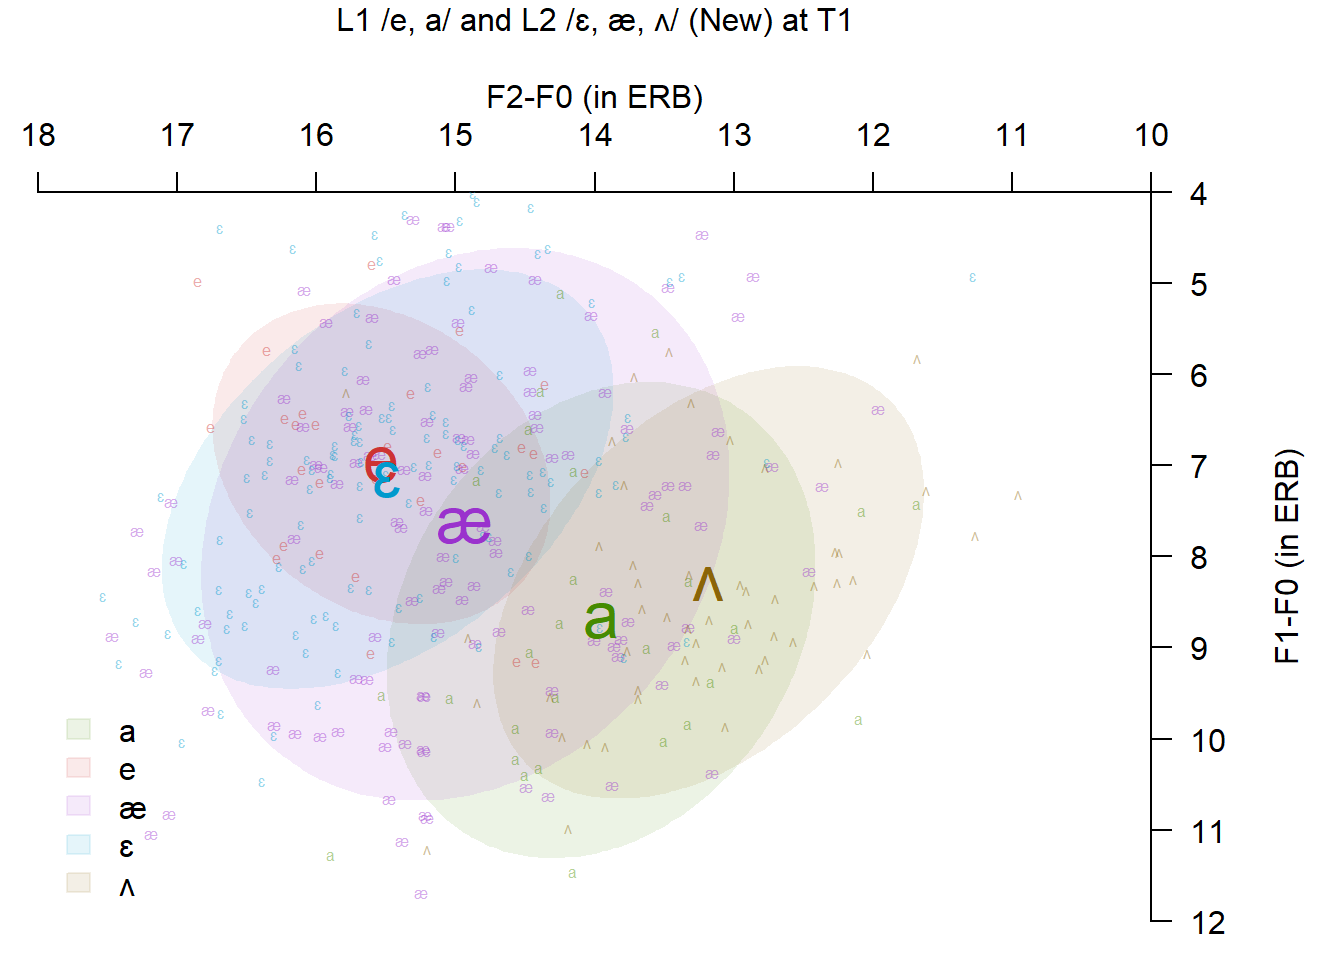 L1 /e, a/ and L2 /ɛ, æ, ʌ/ (New) at T1
F2-F0 (in ERB)
18 17 16 15 14 13 12 11 10
4
5
6
7
8
9
10
11
12
F1-F0 (in ERB)
e
ɛ
æ
ʌ
a
a
e
æ
ɛ
ʌ